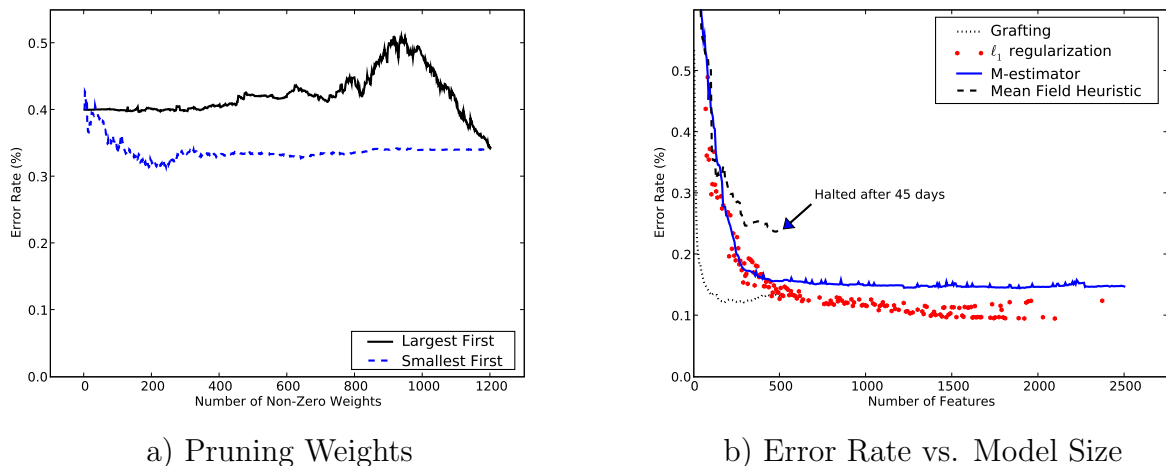 Error Rate (%)
0.5
0.4
0.3
0.2
0.1
0.0
0
200
400
600
800
1000
1200
Number of Non-Zero Weights
Largest First
Smallest First
a) Pruning Weights
Error Rate (%)
0.5
0.4
0.3
0.2
0.1
0.0
0
500
1000
1500
2000
2500
Number of Features
Grafting
ℓ₁ regularization
M-estimator
Mean Field Heuristic
Halted after 45 days
b) Error Rate vs. Model Size